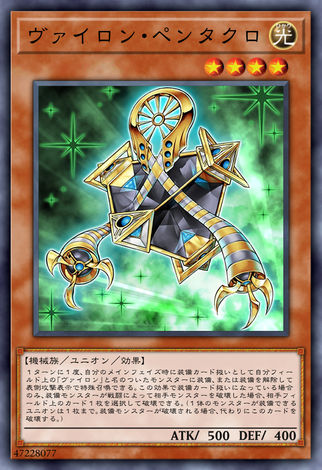 ヴァイロン・ペンタクロ
光
【機械族／ユニオン／効果】
１ターンに１度、自分のメインフェイズ時に装備カード扱いとして自分フィー
ルド上の「ヴァイロン」と名のついたモンスターに装備、または装備を解除して
表側攻撃表示で特殊召喚できる。この効果で装備カード扱いになっている場合
のみ、装備モンスターが戦闘によって相手モンスターを破壊した場合、相手フィ
ールド上のカード１枚を選択して破壊できる。（１体のモンスターが装備できる
ユニオンは１枚まで。装備モンスターが破壊される場合、代わりにこのカードを
破壊する。）
ATK/ 500 DEF/ 400
47228077